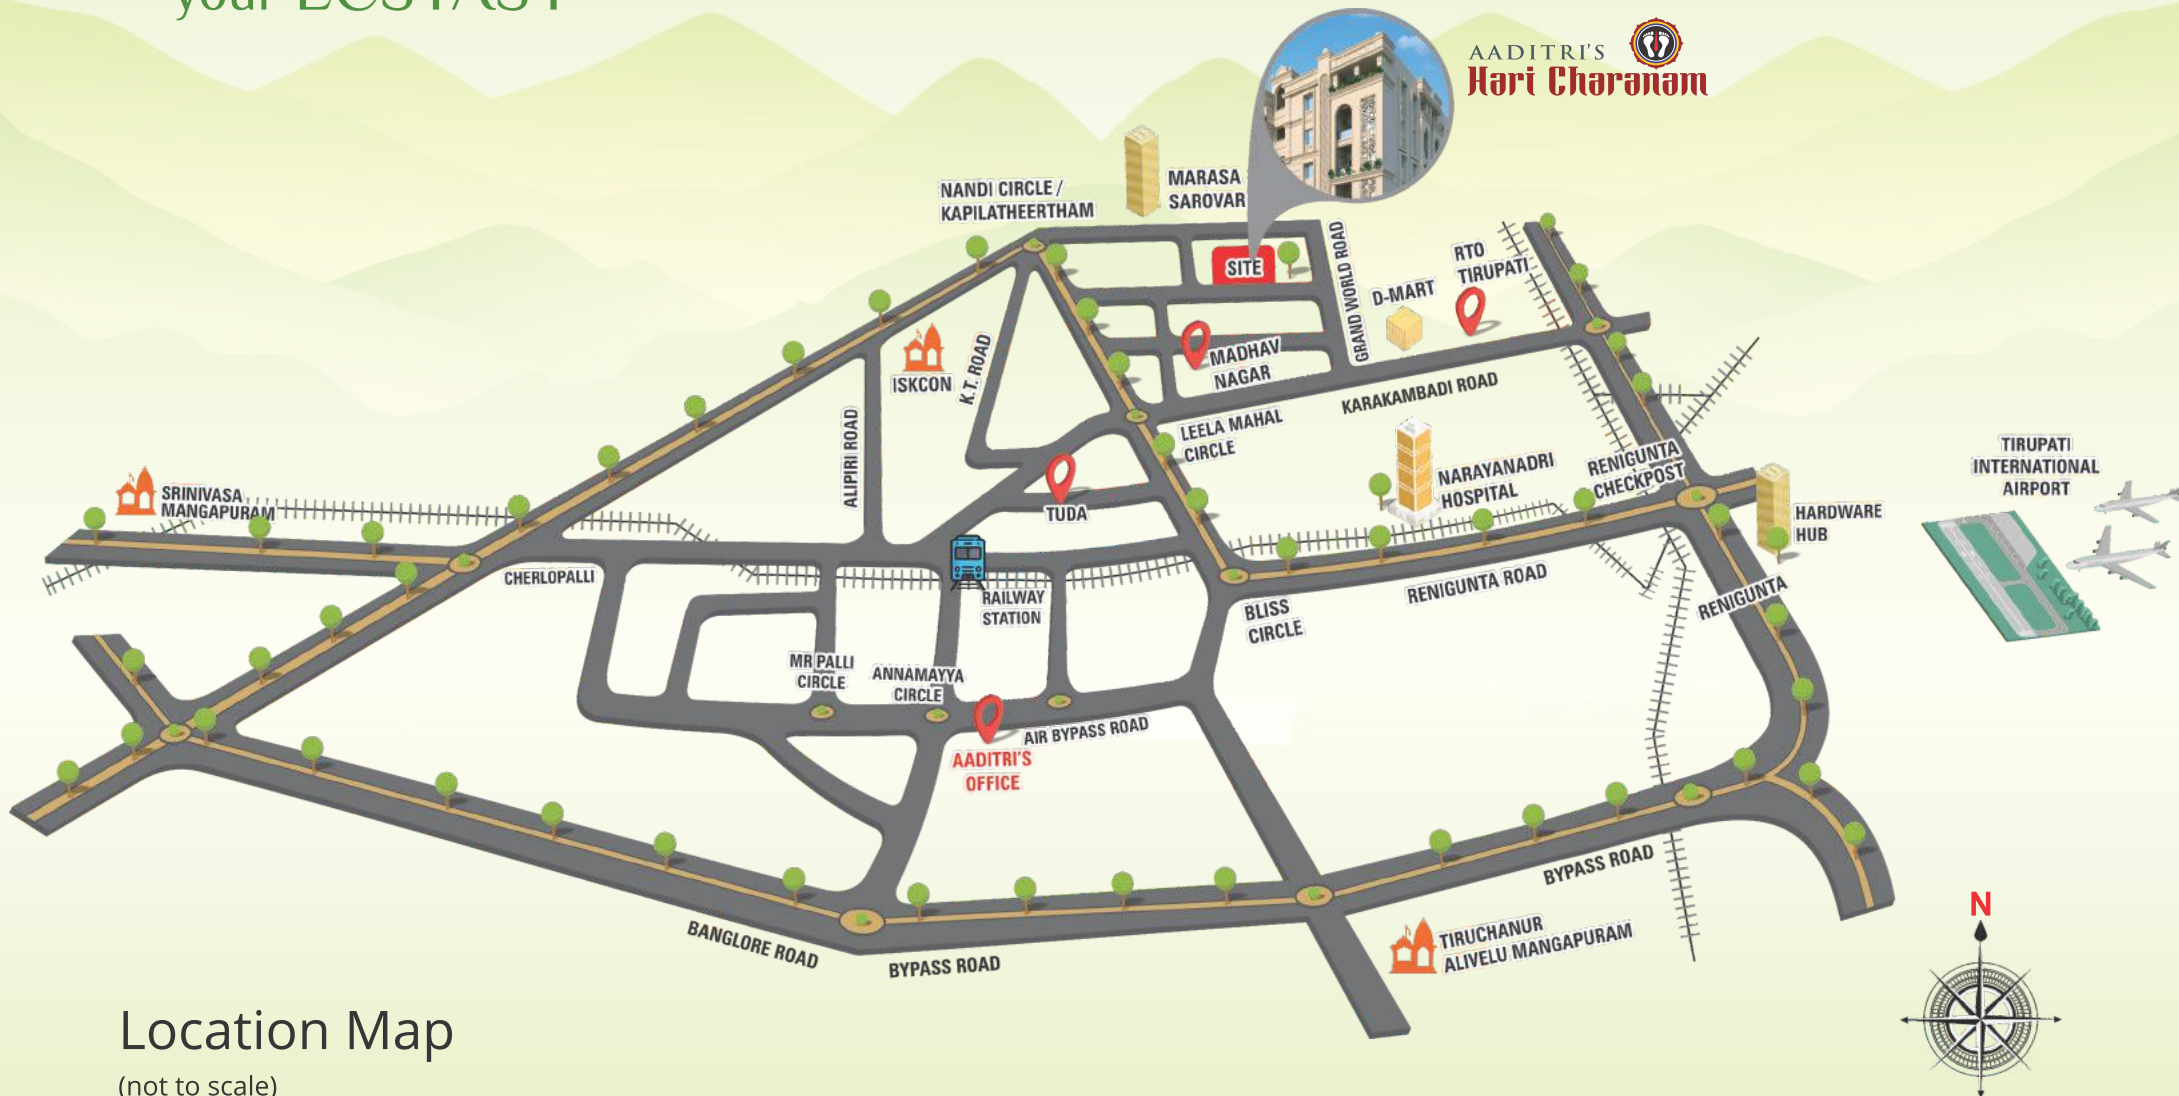 your ECSTASY
AADITRI'S
Hari Charanam
MARASA
SAROVAR
NANDI CIRCLE /
KAPILATHEERTHAM
SITE
GRAND WORLD ROAD
RTO
TIRUPATI
D-MART
MADHAV
NAGAR
ISKCON
K.T. ROAD
KARAKAMBADI ROAD
ALIPIRI ROAD
LEELA MAHAL
CIRCLE
NARAYANADRI
HOSPITAL
RENIGUNTA
CHECKPOST
TIRUPATI
INTERNATIONAL
AIRPORT
SRINIVASA
MANGAPURAM
TUDA
HARDWARE
HUB
CHERLOPALLI
RAILWAY
STATION
RENIGUNTA ROAD
RENIGUNTA
BLISS
CIRCLE
MR PALLI
CIRCLE
ANNAMAYYA
CIRCLE
AIR BYPASS ROAD
AADITRI'S
OFFICE
BYPASS ROAD
BANGLORE ROAD
BYPASS ROAD
TIRUCHANUR
ALIVELU MANGAPURAM
N
Location Map
(not to scale)